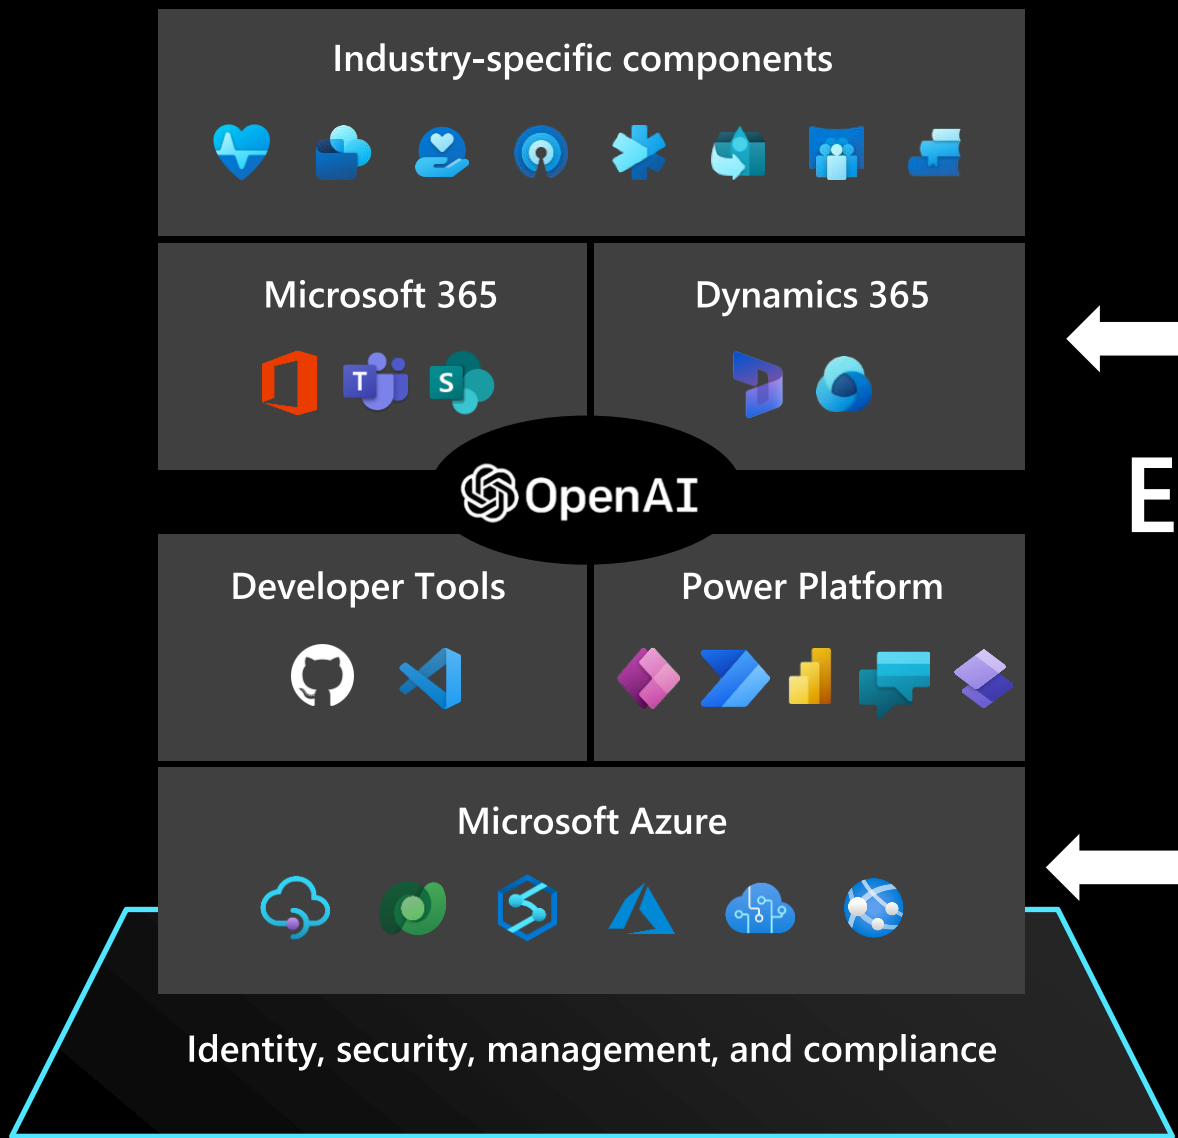 Industry-specific components
Microsoft 365
Dynamics 365
T
S
OpenAI
E
Developer Tools
Power Platform
Microsoft Azure
Identity, security, management, and compliance